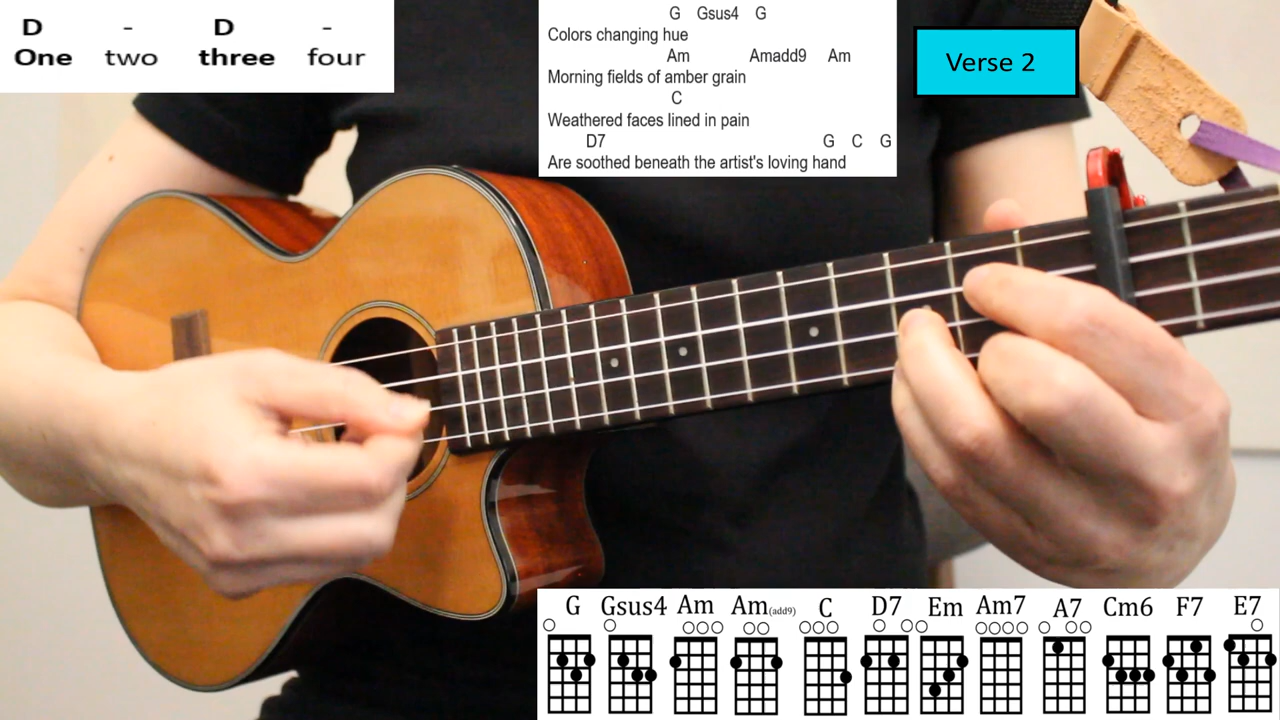 D - D -
One two three four
G Gsus4 G
Colors changing hue
Am Amadd9 Am
Morning fields of amber grain
C
Weathered faces lined in pain
D7 G C G
Are soothed beneath the artist's loving hand
Verse 2
G Gsus4 Am Am(add9) C D7 Em Am7 A7 Cm6 F7 E7